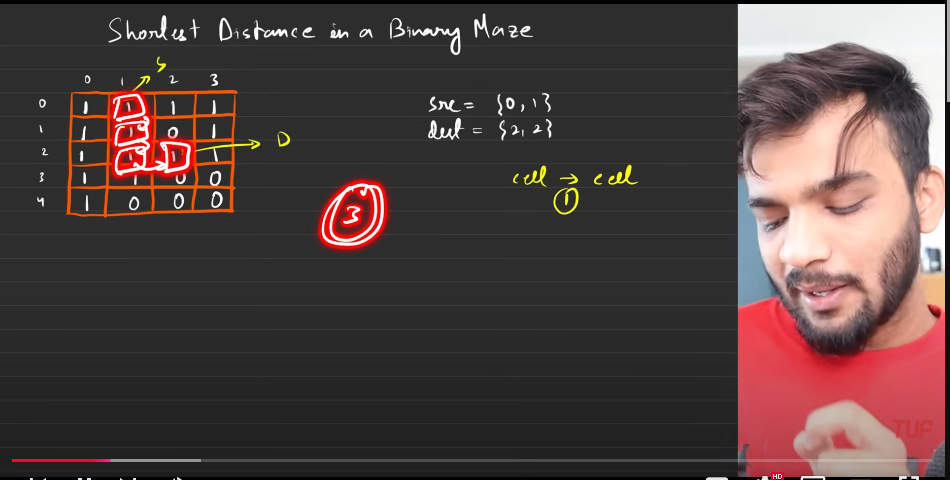 Shortest Distance in a Binary Maze
S
0 1 2 3
0 1 1 1 1
1 1 1 0 1
2 1 1 1 1
3 1 1 0 0
4 1 0 0 0
D
src = {0, 1}
dest = {2, 2}
cell → cell
1
3
TUF
HD